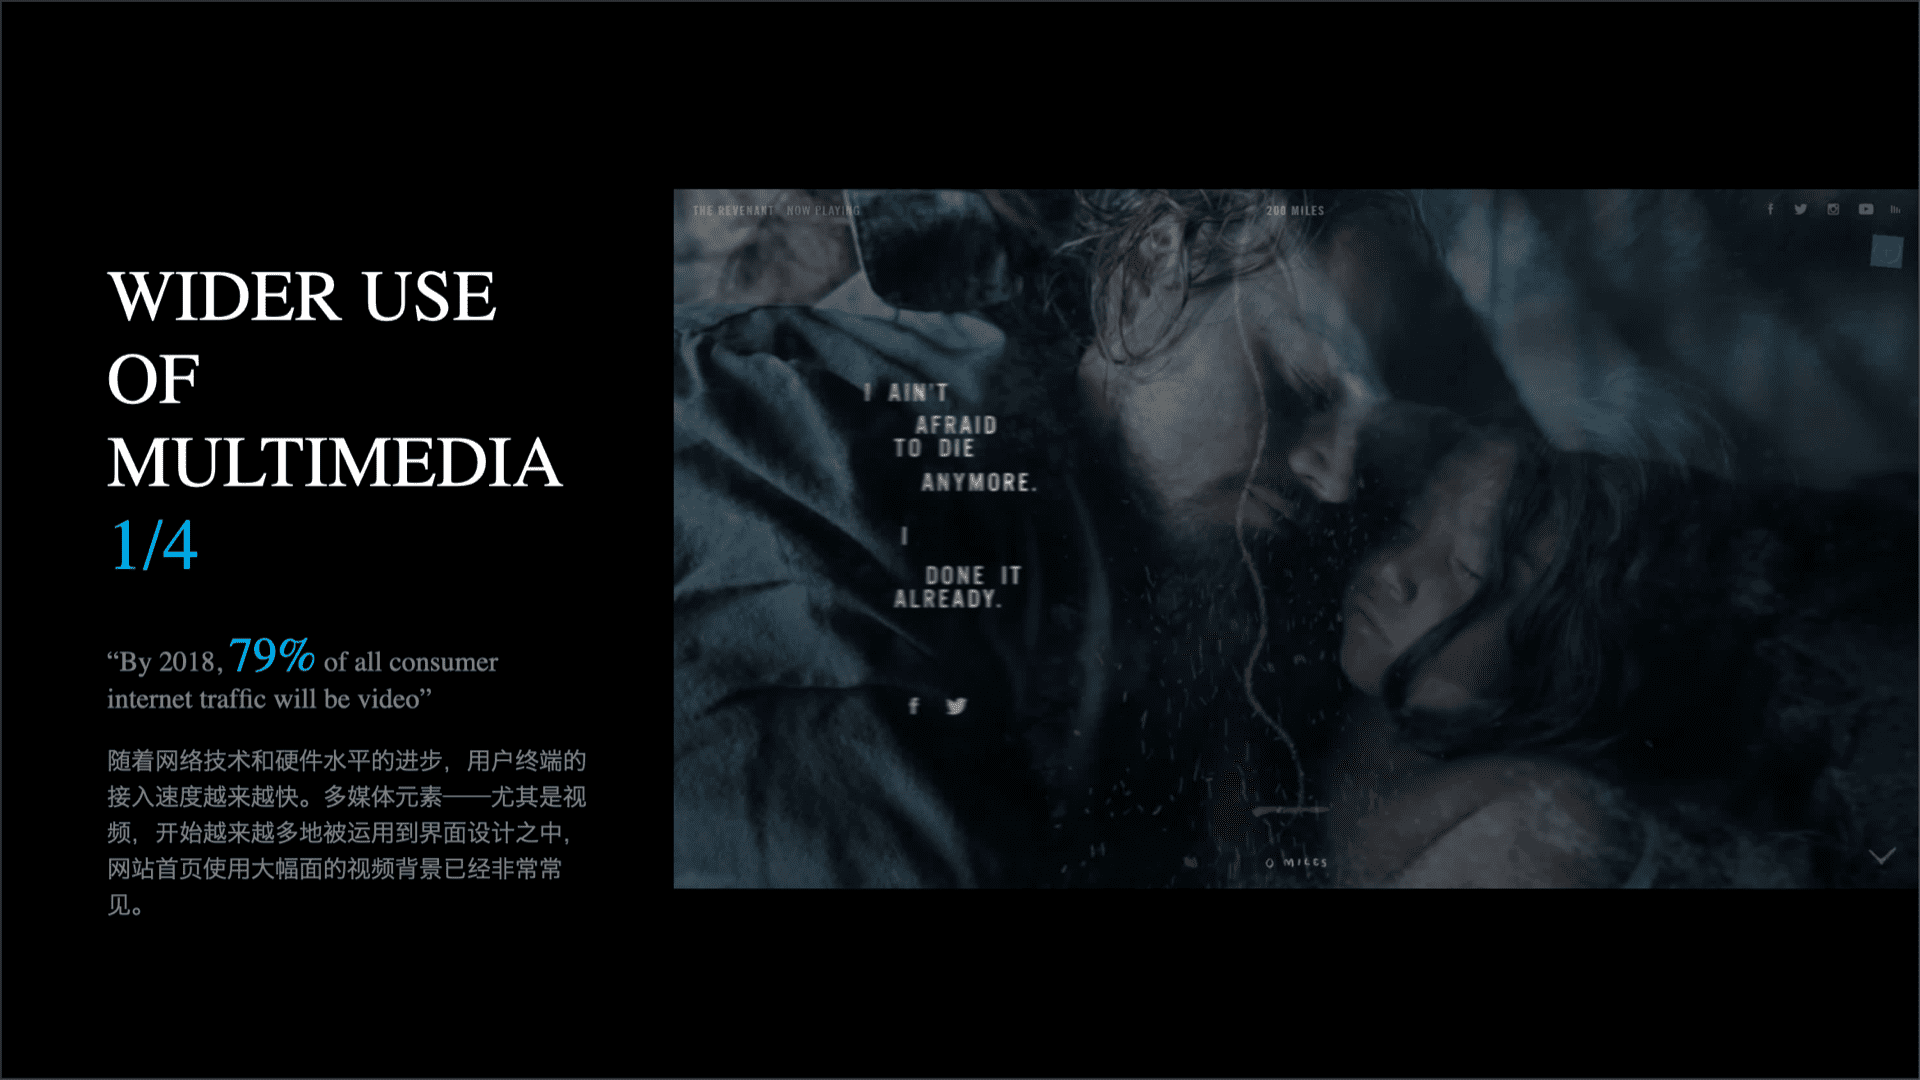 WIDER USE
OF
MULTIMEDIA
1/4
“By 2018, 79% of all consumer
internet traffic will be video”
随着网络技术和硬件水平的进步，用户终端的
接入速度越来越快。多媒体元素——尤其是视
频，开始越来越多地被运用到界面设计之中，
网站首页使用大幅面的视频背景已经非常常
见。
THE REVENANT NOW PLAYING
200 MILES
I AIN'T
AFRAID
TO DIE
ANYMORE.
I
DONE IT
ALREADY.
0 MILES